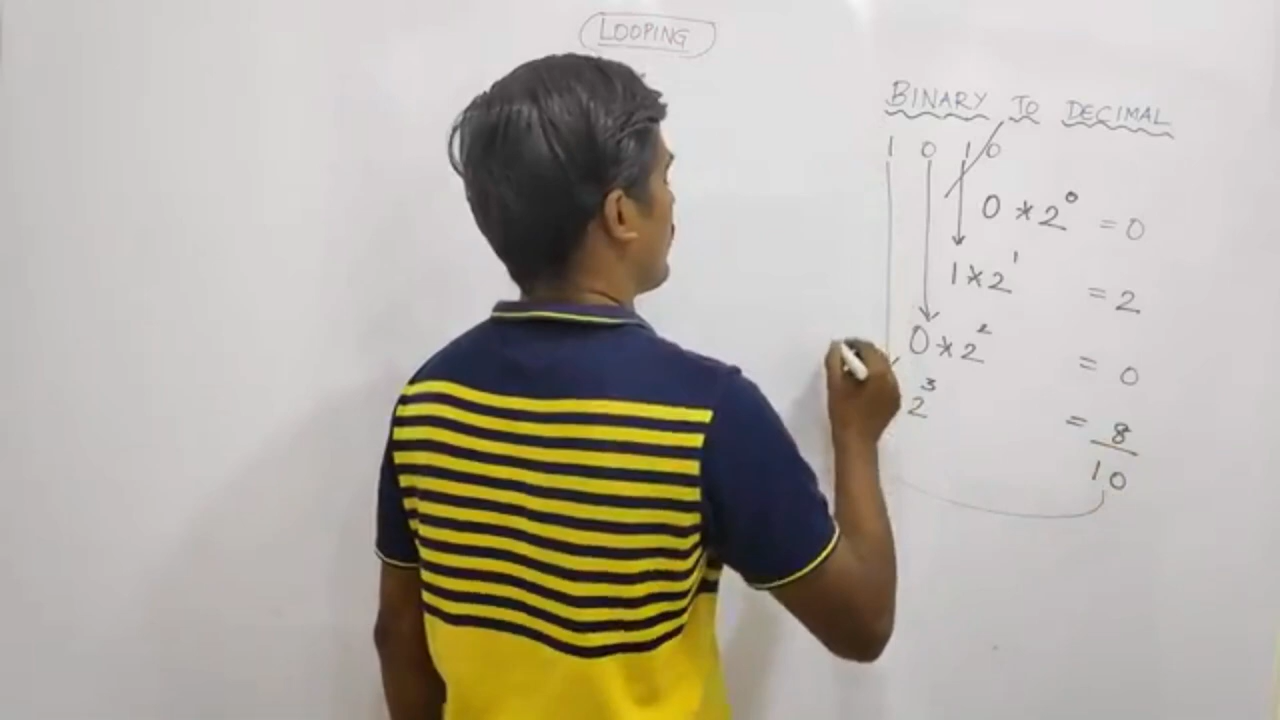 LOOPING
BINARY TO DECIMAL
1 0 1 0
0 * 2⁰ = 0
1 * 2¹ = 2
0 * 2² = 0
2³ = 8
10